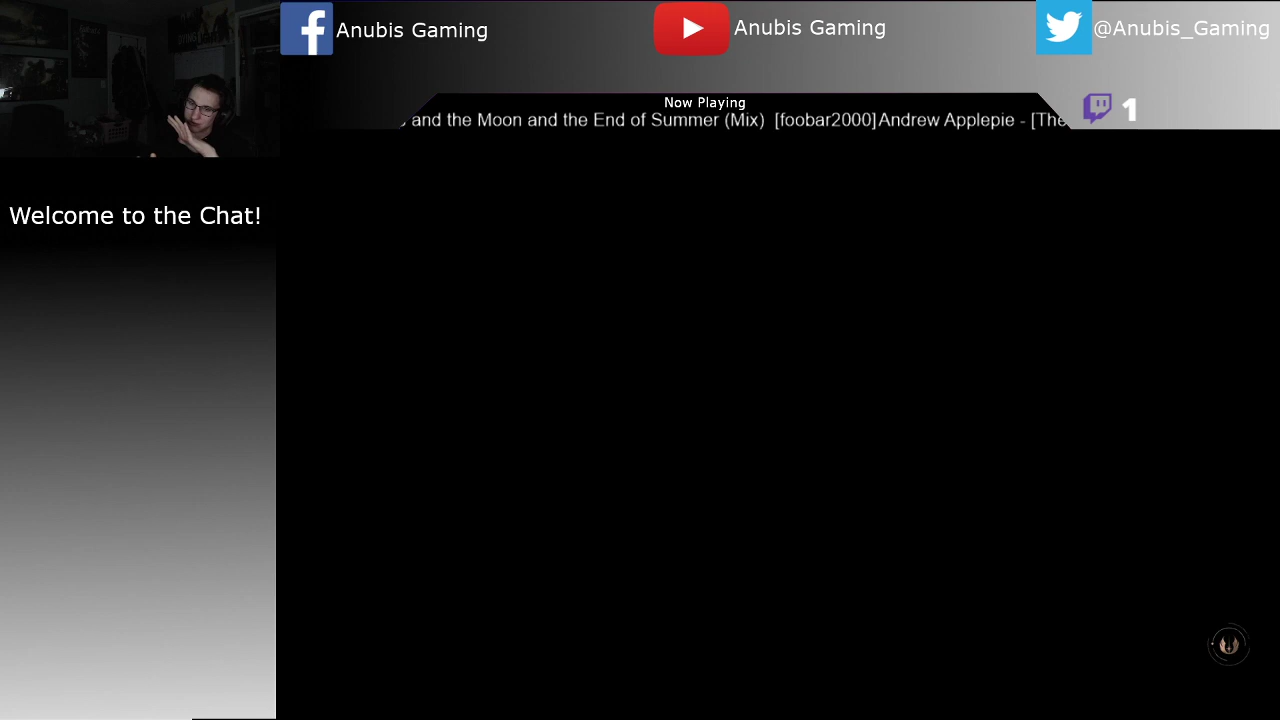 Anubis Gaming
Anubis Gaming
@Anubis_Gaming
Now Playing
and the Moon and the End of Summer (Mix) [foobar2000]Andrew Applepie - [The
1
Welcome to the Chat!